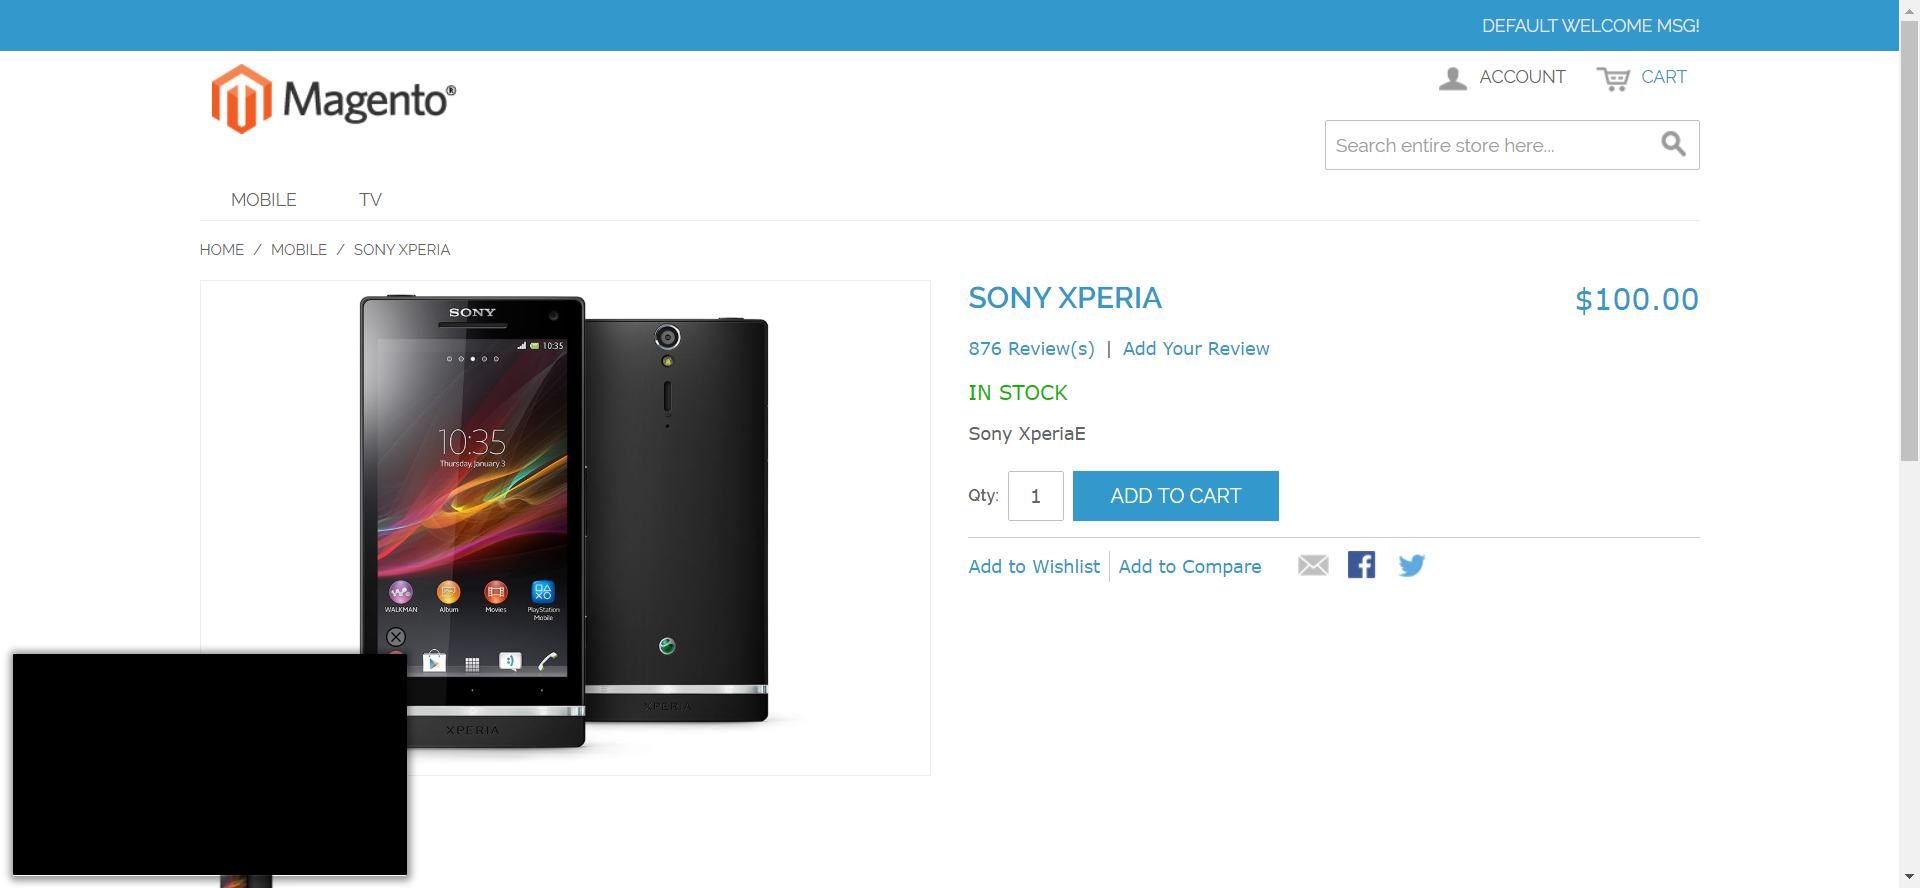 DEFAULT WELCOME MSG!
Magento®
ACCOUNT
CART
Search entire store here...
MOBILE
TV
HOME / MOBILE / SONY XPERIA
SONY
10:35
10:35
Thursday, January 3
WALKMAN
Album
Movies
PlayStation
Mobile
XPERIA
XPERIA
SONY XPERIA
$100.00
876 Review(s) | Add Your Review
IN STOCK
Sony XperiaE
Qty:
1
ADD TO CART
Add to Wishlist
Add to Compare